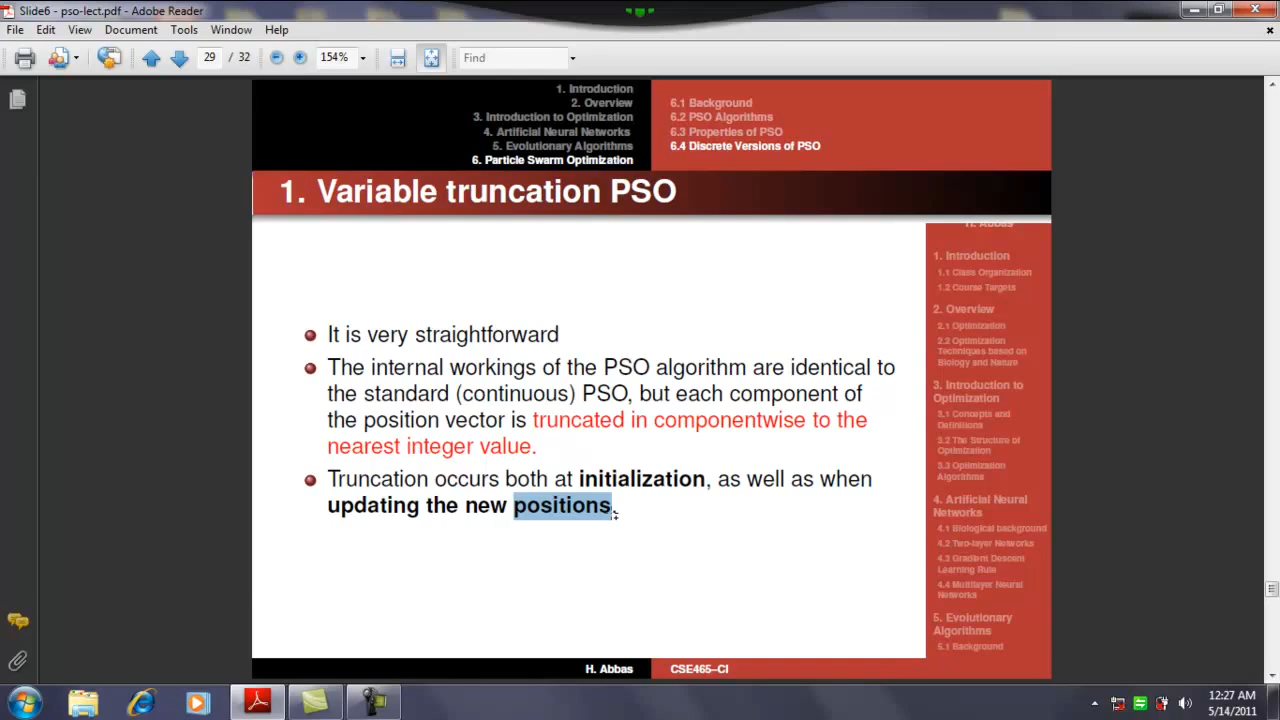 Slide6 - pso-lect.pdf - Adobe Reader
File Edit View Document Tools Window Help
29 / 32 154% Find
1. Introduction
2. Overview
3. Introduction to Optimization
4. Artificial Neural Networks
5. Evolutionary Algorithms
6. Particle Swarm Optimization
6.1 Background
6.2 PSO Algorithms
6.3 Properties of PSO
6.4 Discrete Versions of PSO
1. Variable truncation PSO
It is very straightforward
The internal workings of the PSO algorithm are identical to
the standard (continuous) PSO, but each component of
the position vector is truncated in componentwise to the
nearest integer value.
Truncation occurs both at initialization, as well as when
updating the new positions.
H. Abbas
1. Introduction
1.1 Class Organization
1.2 Course Targets
2. Overview
2.1 Optimization
2.2 Optimization
Techniques based on
Biology and Nature
3. Introduction to
Optimization
3.1 Concepts and
Definitions
3.2 The Structure of
Optimization
3.3 Optimization
Algorithms
4. Artificial Neural
Networks
4.1 Biological background
4.2 Two-layer Networks
4.3 Gradient Descent
Learning Rule
4.4 Multilayer Neural
Networks
5. Evolutionary
Algorithms
5.1 Background
H. Abbas CSE465–CI
12:27 AM
5/14/2011